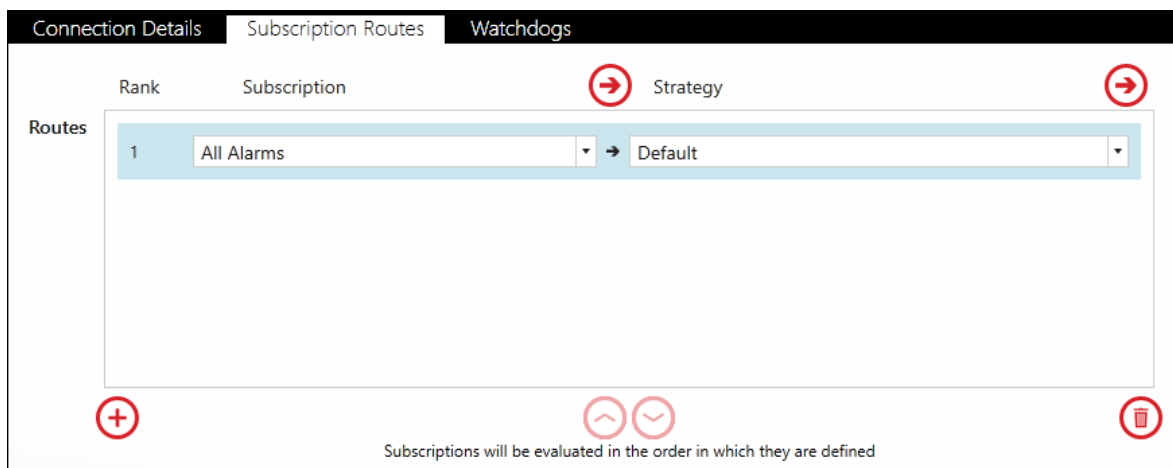 Connection Details Subscription Routes Watchdogs
Rank Subscription Strategy
Routes
1 All Alarms Default
Subscriptions will be evaluated in the order in which they are defined